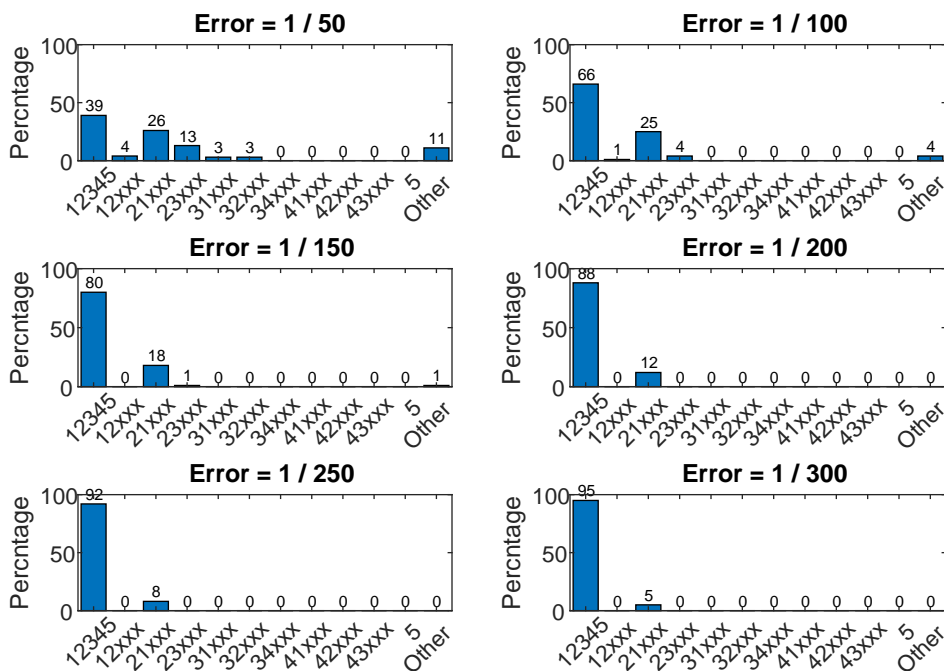 Error = 1 / 50
Percntage
100
50
0
39
4
26
13
3
3
0
0
0
0
0
11
12345
12xxx
21xxx
23xxx
31xxx
32xxx
34xxx
41xxx
42xxx
43xxx
5
Other
Error = 1 / 100
Percntage
100
50
0
66
1
25
4
0
0
0
0
0
0
0
4
12345
12xxx
21xxx
23xxx
31xxx
32xxx
34xxx
41xxx
42xxx
43xxx
5
Other
Error = 1 / 150
Percntage
100
50
0
80
0
18
1
0
0
0
0
0
0
0
1
12345
12xxx
21xxx
23xxx
31xxx
32xxx
34xxx
41xxx
42xxx
43xxx
5
Other
Error = 1 / 200
Percntage
100
50
0
88
0
12
0
0
0
0
0
0
0
0
0
12345
12xxx
21xxx
23xxx
31xxx
32xxx
34xxx
41xxx
42xxx
43xxx
5
Other
Error = 1 / 250
Percntage
100
50
0
92
0
8
0
0
0
0
0
0
0
0
0
12345
12xxx
21xxx
23xxx
31xxx
32xxx
34xxx
41xxx
42xxx
43xxx
5
Other
Error = 1 / 300
Percntage
100
50
0
95
0
5
0
0
0
0
0
0
0
0
0
12345
12xxx
21xxx
23xxx
31xxx
32xxx
34xxx
41xxx
42xxx
43xxx
5
Other